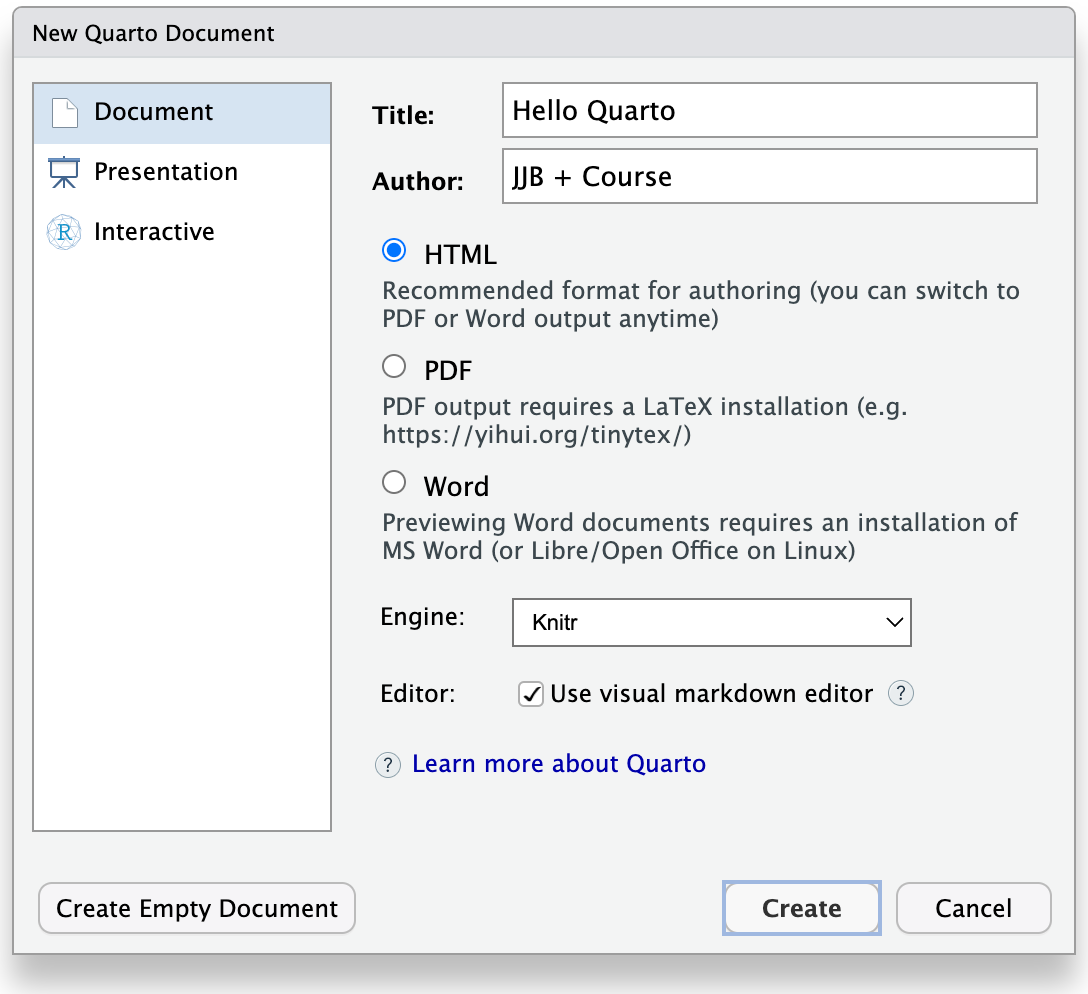 New Quarto Document
Document
Presentation
R
Interactive
Title:
Hello Quarto
Author:
JJB + Course
HTML
Recommended format for authoring (you can switch to
PDF or Word output anytime)
PDF
PDF output requires a LaTeX installation (e.g.
https://yihui.org/tinytex/)
Word
Previewing Word documents requires an installation of
MS Word (or Libre/Open Office on Linux)
Engine:
Knitr
Editor:
Use visual markdown editor ?
? Learn more about Quarto
Create Empty Document
Create
Cancel